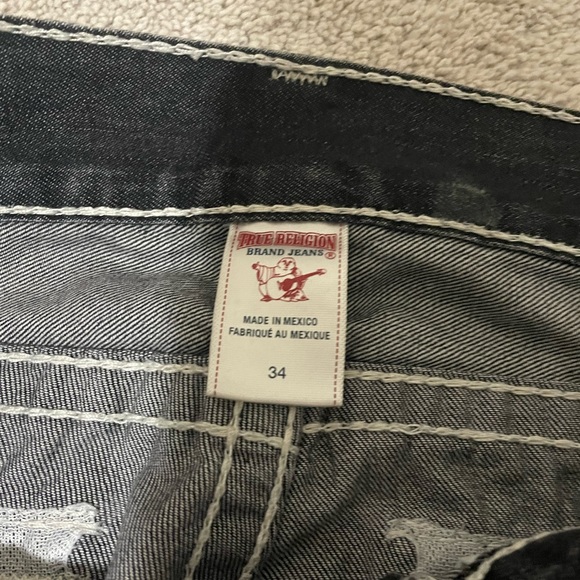 TRUE RELIGION
BRAND JEANS®
MADE IN MEXICO
FABRIQUÉ AU MEXIQUE
34